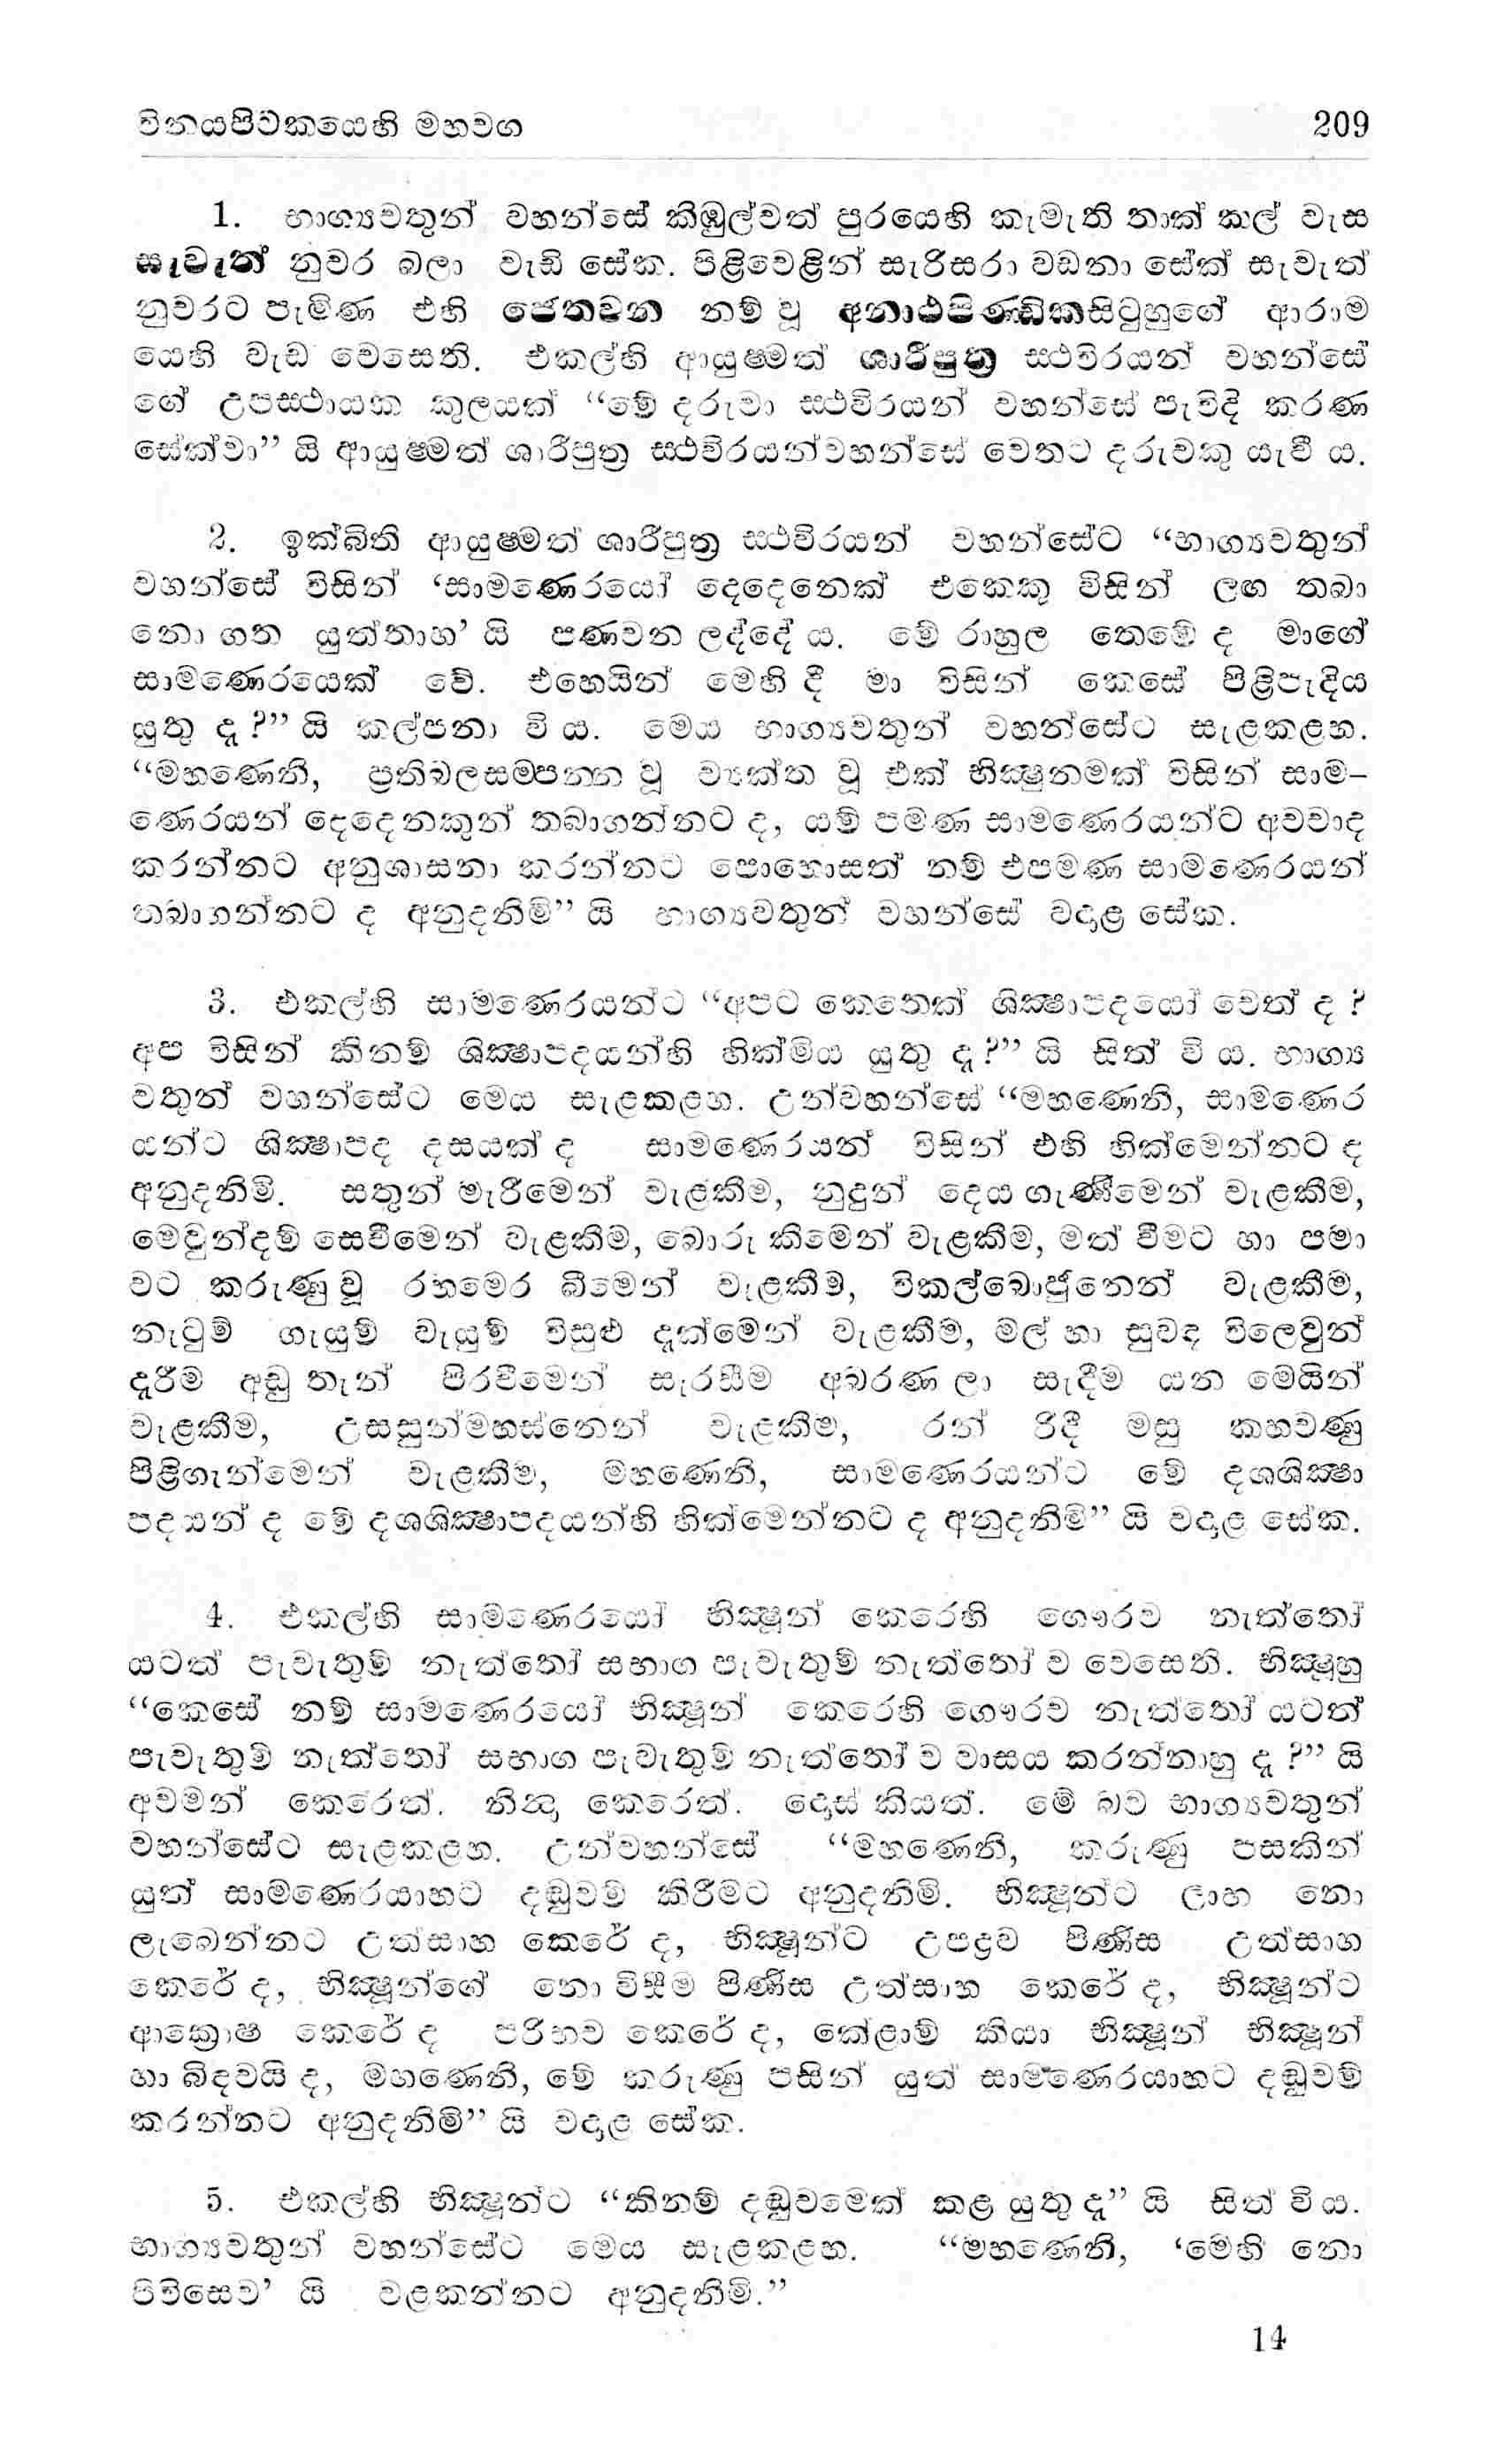 විනයපිටකයෙහි මහවග 209
1. භාග්‍යවතුන් වහන්සේ කිඹුල්වත් පුරයෙහි කැමැති තාක් කල් වැස
සැවැත් නුවර බලා වැඩි සේක. පිළිවෙළින් සැරිසරා වඩනා සේක් සැවැත්
නුවරට පැමිණ එහි ජෙතවන නම් වූ අනාථපිණ්ඩිකසිටුහුගේ ආරාම
යෙහි වැඩ වෙසෙති. එකල්හි ආයුෂ්මත් ශාරීපුත්‍ර ස්ථවිරයන් වහන්සේ
ගේ උපස්ථායක කුලයක් “මේ දරුවා ස්ථවිරයන් වහන්සේ පැවිදි කරණ
සේක්වා” යි ආයුෂ්මත් ශාරීපුත්‍ර ස්ථවිරයන්වහන්සේ වෙතට දරුවකු යැවී ය.
2. ඉක්බිති ආයුෂ්මත් ශාරීපුත්‍ර ස්ථවිරයන් වහන්සේට “භාග්‍යවතුන්
වහන්සේ විසින් ‘සාමණෙරයෝ දෙදෙනෙක් එකෙකු විසින් ලඟ තබා
නො ගත යුත්තාහ’ යි පණවන ලද්දේ ය. මේ රාහුල තෙමේ ද මාගේ
සාමණෙරයෙක් වේ. එහෙයින් මෙහි දී මා විසින් කෙසේ පිළිපැදිය
යුතු දැ?” යි කල්පනා වි ය. මෙය භාග්‍යවතුන් වහන්සේට සැළකළහ.
“මහණෙනි, ප්‍රතිබලසම්පන්න වූ ව්‍යක්ත වූ එක් භික්‍ෂුනමක් විසින් සාම–
ණෙරයන් දෙදෙනකුන් තබාගන්නට ද, යම් පමණ සාමණෙරයන්ට අවවාද
කරන්නට අනුශාසනා කරන්නට පොහොසත් නම් එපමණ සාමණෙරයන්
තබාගන්නට ද අනුදනිමි” යි භාග්‍යවතුන් වහන්සේ වදාළ සේක.
3. එකල්හි සාමණෙරයන්ට “අපට කෙතෙක් ශික්‍ෂාපදයෝ වෙත් ද ?
අප විසින් කිනම් ශික්‍ෂාපදයන්හි හික්මිය යුතු දැ?” යි සිත් වි ය. භාග්‍ය
වතුන් වහන්සේට මෙය සැළකළහ. උන්වහන්සේ “මහණෙනි, සාමණෙර
යන්ට ශික්‍ෂාපද දසයක් ද සාමණෙරයන් විසින් එහි හික්මෙන්නට ද
අනුදනිමි. සතුන් මැරීමෙන් වැළකීම, නුදුන් දෙය ගැණීමෙන් වැළකීම,
මෙවුන්දම් සෙවීමෙන් වැළකීම, බොරු කීමෙන් වැළකීම, මත් වීමට හා පමා
වට කරුණු වූ රහමෙර බීමෙන් වැළකීම, විකල්බොජුනෙන් වැළකීම,
නැටුම් ගැයුම් වැයුම් විසුළු දැක්මෙන් වැළකීම, මල් හා සුවඳ විලෙවුන්
දැරීම අඩු තැන් පිරවීමෙන් සැරසීම අබරණ ලා සැදීම යන මෙයින්
වැළකීම, උසසුන්මහස්නෙන් වැළකීම, රන් රිදී මසු කහවණු
පිළිගැන්මෙන් වැළකීම, මහණෙනි, සාමණෙරයන්ට මේ දශශික්‍ෂා
පදයන් ද මේ දශශික්‍ෂාපදයන්හි හික්මෙන්නට ද අනුදනිමි” යි වදාළ සේක.
4. එකල්හි සාමණෙරයෝ භික්‍ෂූන් කෙරෙහි ගෞරව නැත්තෝ
යටත් පැවැතුම් නැත්තෝ සභාග පැවැතුම් නැත්තෝ ව වෙසෙති. භික්‍ෂූහු
“කෙසේ නම් සාමණෙරයෝ භික්‍ෂූන් කෙරෙහි ගෞරව නැත්තෝ යටත්
පැවැතුම් නැත්තෝ සභාග පැවැතුම් නැත්තෝ ව වාසය කරන්නාහු දැ ?” යි
අවමන් කෙරෙත්. නින්‍දා කෙරෙත්. දොස් කියත්. මේ බව භාග්‍යවතුන්
වහන්සේට සැළකළහ. උන්වහන්සේ “මහණෙනි, කරුණු පසකින්
යුත් සාමණෙරයාහට දඬුවම් කිරීමට අනුදනිමි. භික්‍ෂූන්ට ලාභ නො
ලැබෙන්නට උත්සාහ කෙරේ ද, භික්‍ෂූන්ට උපද්‍රව පිණිස උත්සාහ
කෙරේ ද, භික්‍ෂූන්ගේ නො විසීම පිණිස උත්සාහ කෙරේ ද, භික්‍ෂූන්ට
ආක්‍රොෂ කෙරේ ද පරිභව කෙරේ ද, කේළාම් කියා භික්‍ෂූන් භික්‍ෂූන්
හා බිඳවයි ද, මහණෙනි, මේ කරුණු පසින් යුත් සාමණෙරයාහට දඬුවම්
කරන්නට අනුදනිමි” යි වදාළ සේක.
5. එකල්හි භික්‍ෂූන්ට “කිනම් දඬුවමෙක් කළ යුතු දැ” යි සිත් වි ය.
භාග්‍යවතුන් වහන්සේට මෙය සැළකළහ. “මහණෙනි, ‘මෙහි නො
පිවිසෙව’ යි වළකන්නට අනුදනිමි.”
14